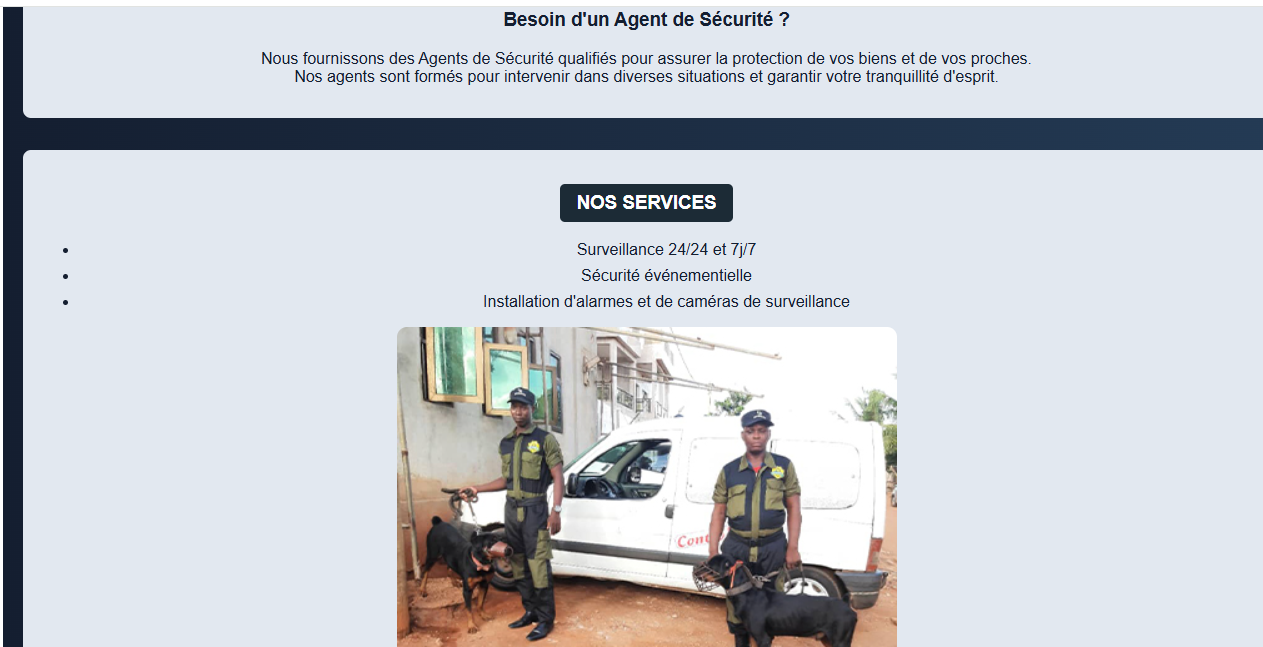 Besoin d'un Agent de Sécurité ?
Nous fournissons des Agents de Sécurité qualifiés pour assurer la protection de vos biens et de vos proches.
Nos agents sont formés pour intervenir dans diverses situations et garantir votre tranquillité d'esprit.
NOS SERVICES
• Surveillance 24/24 et 7j/7
• Sécurité événementielle
• Installation d'alarmes et de caméras de surveillance